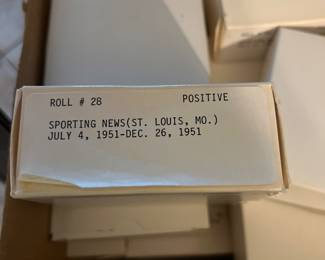 ROLL # 28 POSITIVE
SPORTING NEWS(ST. LOUIS, MO.)
JULY 4, 1951-DEC. 26, 1951